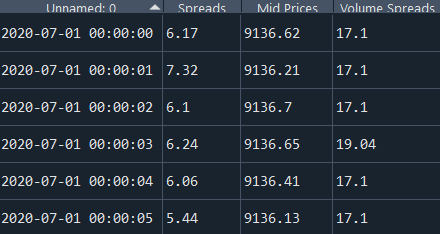 Unnamed: 0 Spreads Mid Prices Volume Spreads
2020-07-01 00:00:00 6.17 9136.62 17.1
2020-07-01 00:00:01 7.32 9136.21 17.1
2020-07-01 00:00:02 6.1 9136.7 17.1
2020-07-01 00:00:03 6.24 9136.65 19.04
2020-07-01 00:00:04 6.06 9136.41 17.1
2020-07-01 00:00:05 5.44 9136.13 17.1